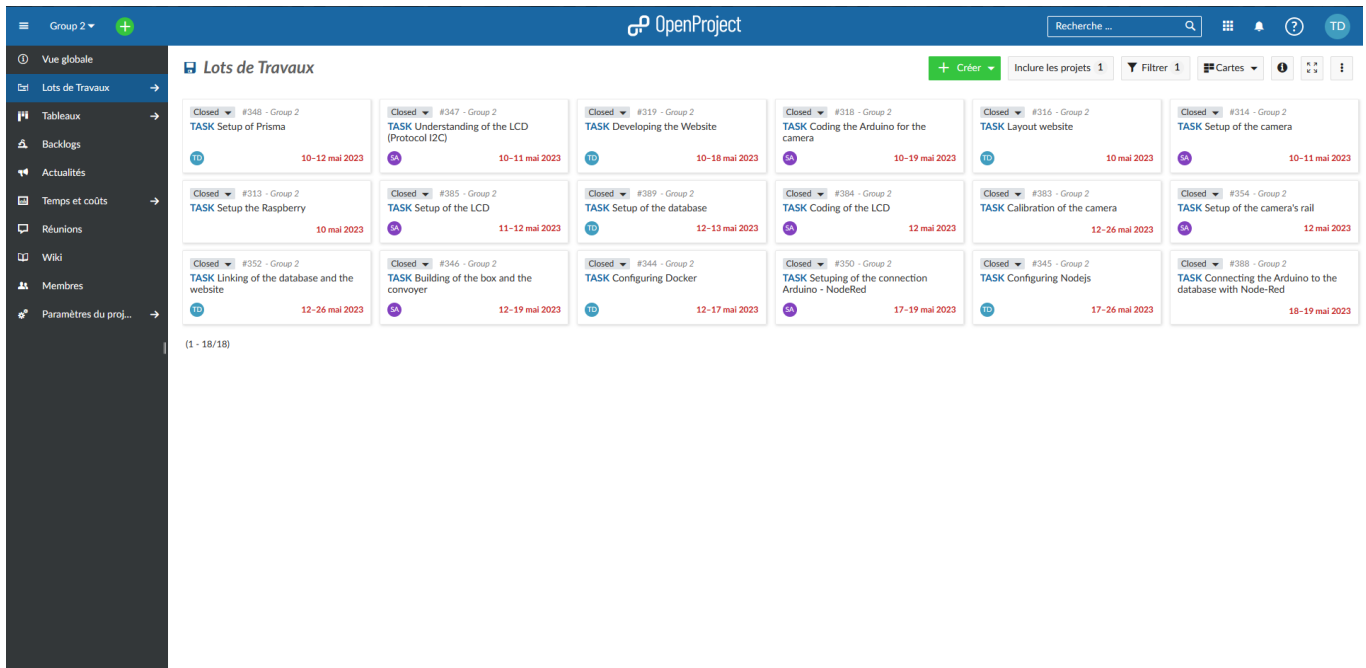 Group 2
OpenProject
Recherche ...
TD
Vue globale
Lots de Travaux
Tableaux
Backlogs
Actualités
Temps et coûts
Réunions
Wiki
Membres
Paramètres du proj...
Lots de Travaux
Créer
Inclure les projets 1
Filtrer 1
Cartes
Closed #348 - Group 2
TASK Setup of Prisma
TD 10–12 mai 2023
Closed #347 - Group 2
TASK Understanding of the LCD
(Protocol I2C)
SA 10–11 mai 2023
Closed #319 - Group 2
TASK Developing the Website
TD 10–18 mai 2023
Closed #318 - Group 2
TASK Coding the Arduino for the
camera
SA 10–19 mai 2023
Closed #316 - Group 2
TASK Layout website
TD 10 mai 2023
Closed #314 - Group 2
TASK Setup of the camera
SA 10–11 mai 2023
Closed #313 - Group 2
TASK Setup the Raspberry
10 mai 2023
Closed #385 - Group 2
TASK Setup of the LCD
SA 11–12 mai 2023
Closed #389 - Group 2
TASK Setup of the database
TD 12–13 mai 2023
Closed #384 - Group 2
TASK Coding of the LCD
SA 12 mai 2023
Closed #383 - Group 2
TASK Calibration of the camera
12–26 mai 2023
Closed #354 - Group 2
TASK Setup of the camera's rail
SA 12 mai 2023
Closed #352 - Group 2
TASK Linking of the database and the
website
TD 12–26 mai 2023
Closed #346 - Group 2
TASK Building of the box and the
convoyer
SA 12–19 mai 2023
Closed #344 - Group 2
TASK Configuring Docker
TD 12–17 mai 2023
Closed #350 - Group 2
TASK Setuping of the connection
Arduino - NodeRed
SA 17–19 mai 2023
Closed #345 - Group 2
TASK Configuring Nodejs
TD 17–26 mai 2023
Closed #388 - Group 2
TASK Connecting the Arduino to the
database with Node-Red
18–19 mai 2023
(1 - 18/18)